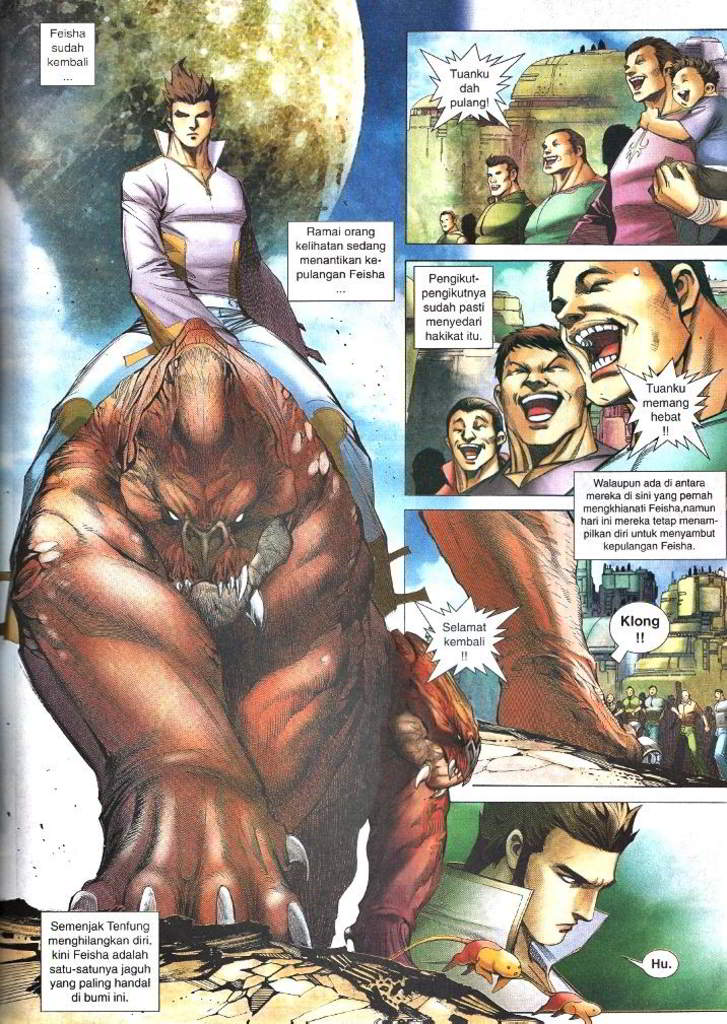 Feisha
sudah
kembali
...
Ramai orang
kelihatan sedang
menantikan ke-
pulangan Feisha
...
Semenjak Tenfung
menghilangkan diri,
kini Feisha adalah
satu-satunya jaguh
yang paling handal
di bumi ini.
Tuanku
dah
pulang!
Pengikut-
pengikutnya
sudah pasti
menyedari
hakikat itu.
Tuanku
memang
hebat
!!
Walaupun ada di antara
mereka di sini yang pernah
mengkhianati Feisha,namun
hari ini mereka tetap menam-
pilkan diri untuk menyambut
kepulangan Feisha.
Selamat
kembali
!!
Klong
!!
Hu.